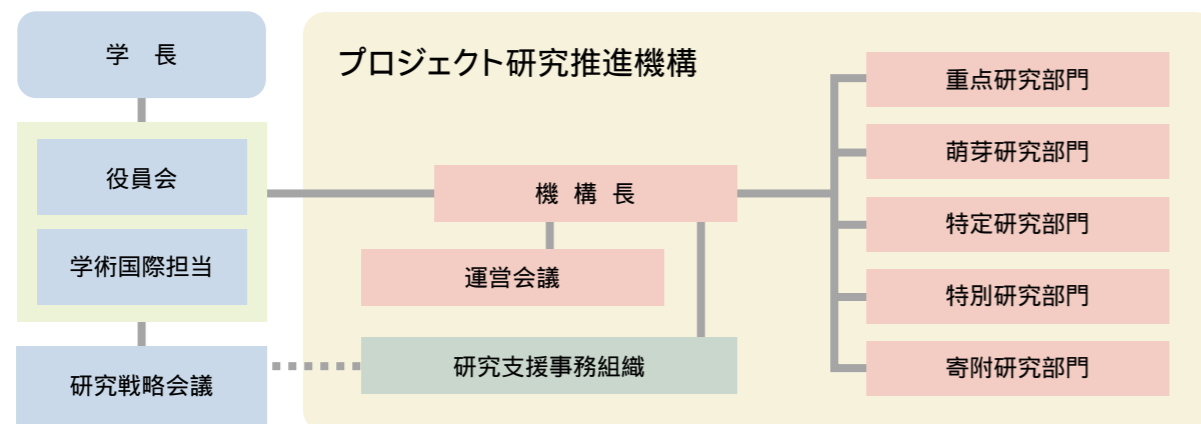 学 長
役員会
学術国際担当
研究戦略会議
プロジェクト研究推進機構
機 構 長
運営会議
研究支援事務組織
重点研究部門
萌芽研究部門
特定研究部門
特別研究部門
寄附研究部門